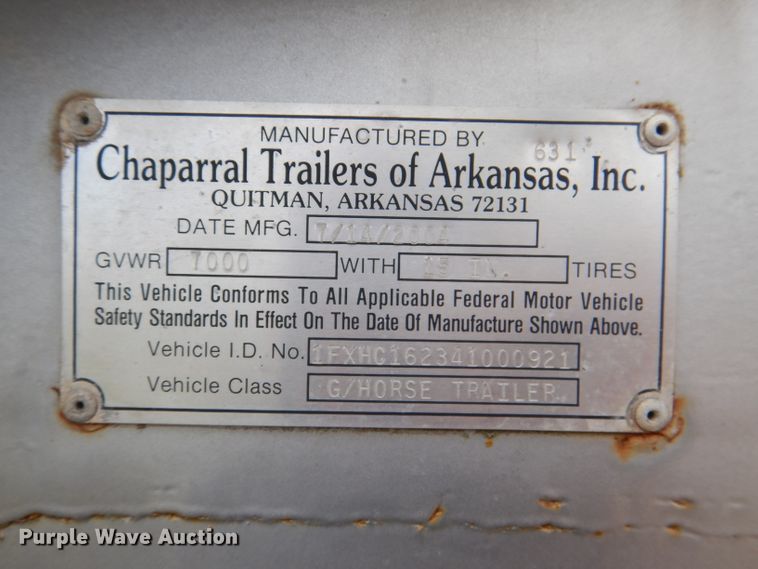 MANUFACTURED BY
631
Chaparral Trailers of Arkansas, Inc.
QUITMAN, ARKANSAS 72131
DATE MFG.
GVWR 7000 WITH 15 IN. TIRES
This Vehicle Conforms To All Applicable Federal Motor Vehicle
Safety Standards In Effect On The Date Of Manufacture Shown Above.
Vehicle I.D. No. 1FXHG162341000921
Vehicle Class G/HORSE TRAILER
Purple Wave Auction